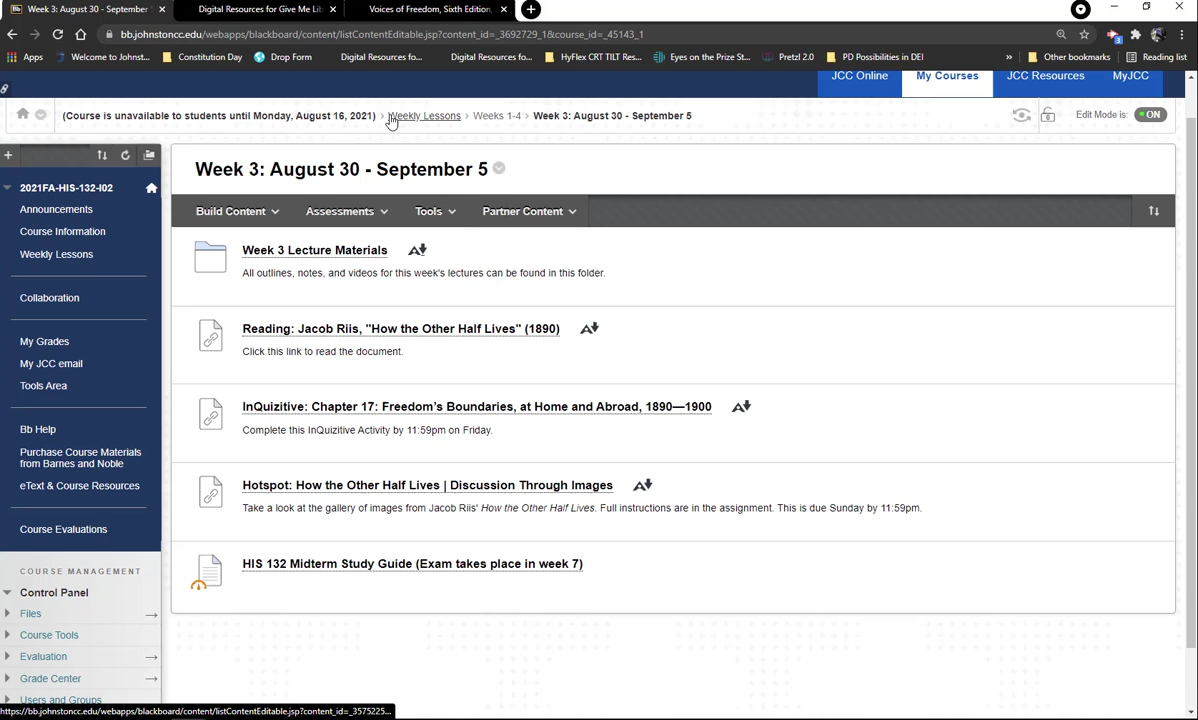 Week 3: August 30 - September
Digital Resources for Give Me Lib
Voices of Freedom, Sixth Edition,
bb.johnstoncc.edu/webapps/blackboard/content/listContentEditable.jsp?content_id=_3692729_1&course_id=_45143_1
Apps
Welcome to Johnst...
Constitution Day
Drop Form
Digital Resources fo...
Digital Resources fo...
HyFlex CRT TILT Res...
Eyes on the Prize St...
Pretzl 2.0
PD Possibilities in DEI
»
Other bookmarks
Reading list
JCC Online
My Courses
JCC Resources
MyJCC
(Course is unavailable to students until Monday, August 16, 2021) > Weekly Lessons > Weeks 1-4 > Week 3: August 30 - September 5
Edit Mode is: ON
2021FA-HIS-132-I02
Announcements
Course Information
Weekly Lessons
Collaboration
My Grades
My JCC email
Tools Area
Bb Help
Purchase Course Materials
from Barnes and Noble
eText & Course Resources
Course Evaluations
COURSE MANAGEMENT
Control Panel
Files
Course Tools
Evaluation
Grade Center
Users and Groups
Week 3: August 30 - September 5
Build Content
Assessments
Tools
Partner Content
Week 3 Lecture Materials
All outlines, notes, and videos for this week's lectures can be found in this folder.
Reading: Jacob Riis, "How the Other Half Lives" (1890)
Click this link to read the document.
InQuizitive: Chapter 17: Freedom’s Boundaries, at Home and Abroad, 1890—1900
Complete this InQuizitive Activity by 11:59pm on Friday.
Hotspot: How the Other Half Lives | Discussion Through Images
Take a look at the gallery of images from Jacob Riis' How the Other Half Lives. Full instructions are in the assignment. This is due Sunday by 11:59pm.
HIS 132 Midterm Study Guide (Exam takes place in week 7)
https://bb.johnstoncc.edu/webapps/blackboard/content/listContentEditable.jsp?content_id=_3575225...